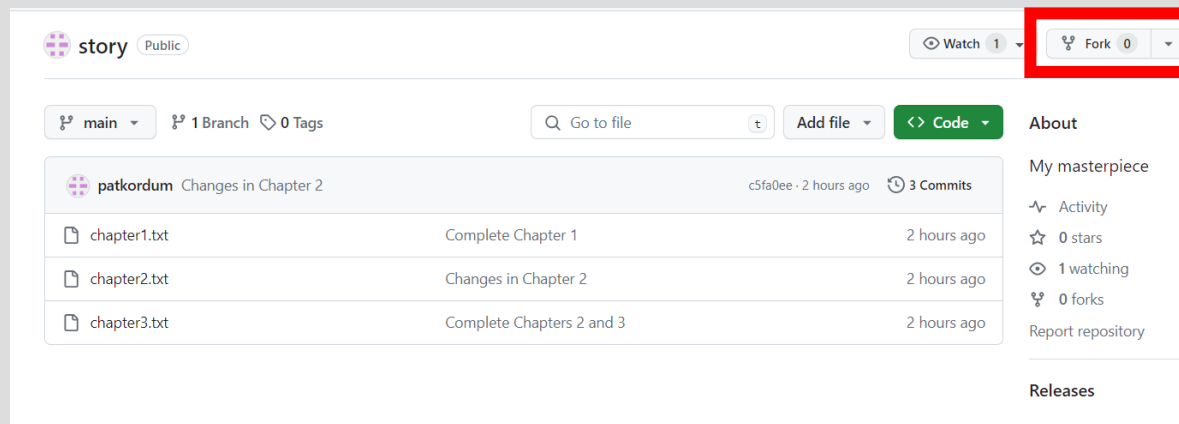 story Public Watch 1 Fork 0
main 1 Branch 0 Tags Go to file t Add file <> Code
patkordum Changes in Chapter 2 c5fa0ee · 2 hours ago 3 Commits
chapter1.txt Complete Chapter 1 2 hours ago
chapter2.txt Changes in Chapter 2 2 hours ago
chapter3.txt Complete Chapters 2 and 3 2 hours ago
About
My masterpiece
Activity
0 stars
1 watching
0 forks
Report repository
Releases